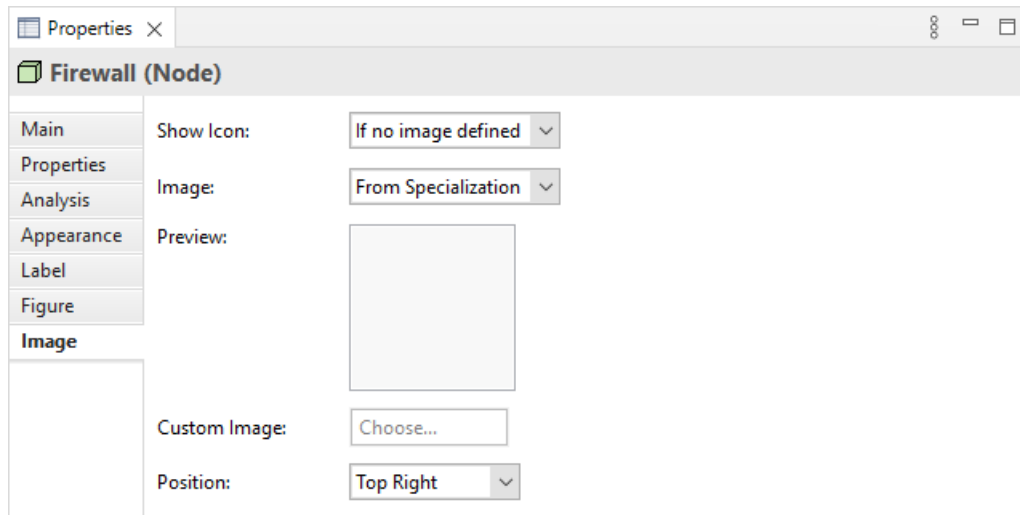 Properties
Firewall (Node)
Main
Properties
Analysis
Appearance
Label
Figure
Image
Show Icon: If no image defined
Image: From Specialization
Preview:
Custom Image: Choose...
Position: Top Right